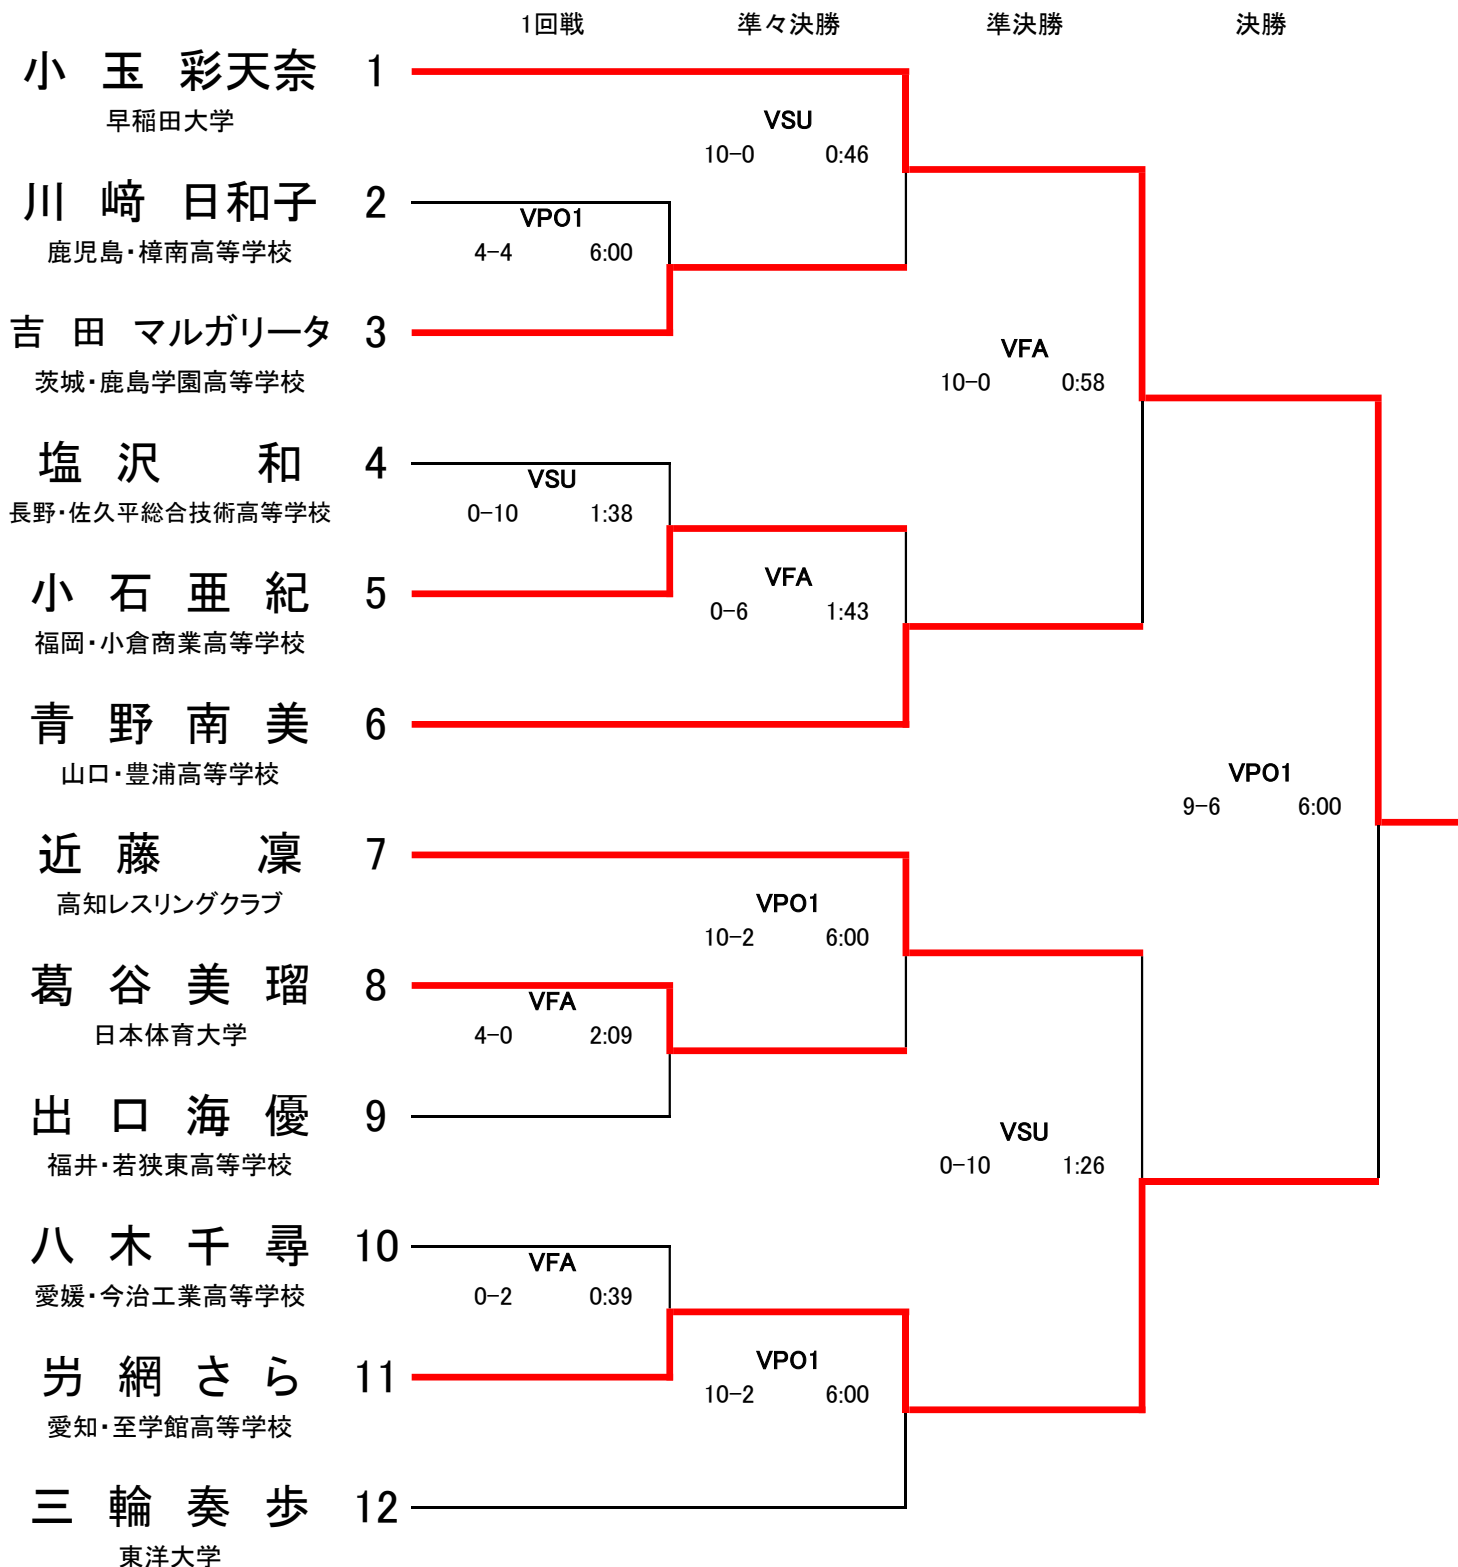 1回戦 準々決勝 準決勝 決勝
小 玉 彩天奈 1
早稲田大学
VSU
10-0 0:46
川 﨑 日和子 2
鹿児島・樟南高等学校
VPO1
4-4 6:00
吉 田 マルガリータ 3
茨城・鹿島学園高等学校
VFA
10-0 0:58
塩 沢 和 4
長野・佐久平総合技術高等学校
VSU
0-10 1:38
小 石 亜 紀 5
福岡・小倉商業高等学校
VFA
0-6 1:43
青 野 南 美 6
山口・豊浦高等学校
VPO1
9-6 6:00
近 藤 凜 7
高知レスリングクラブ
VPO1
10-2 6:00
葛 谷 美 瑠 8
日本体育大学
VFA
4-0 2:09
出 口 海 優 9
福井・若狭東高等学校
VSU
0-10 1:26
八 木 千 尋 10
愛媛・今治工業高等学校
VFA
0-2 0:39
屶 網 さ ら 11
愛知・至学館高等学校
VPO1
10-2 6:00
三 輪 奏 歩 12
東洋大学